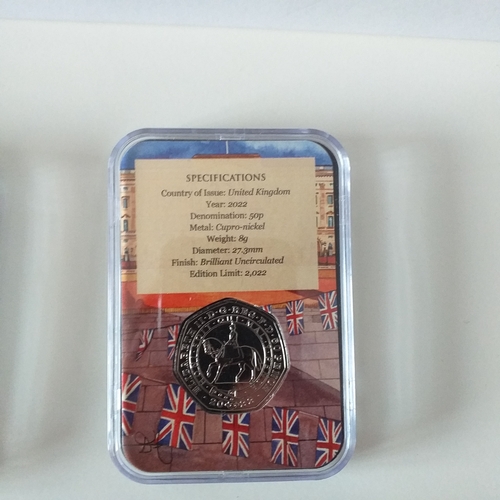 SPECIFICATIONS
Country of Issue: United Kingdom
Year: 2022
Denomination: 50p
Metal: Cupro-nickel
Weight: 8g
Diameter: 27.3mm
Finish: Brilliant Uncirculated
Edition Limit: 2,022